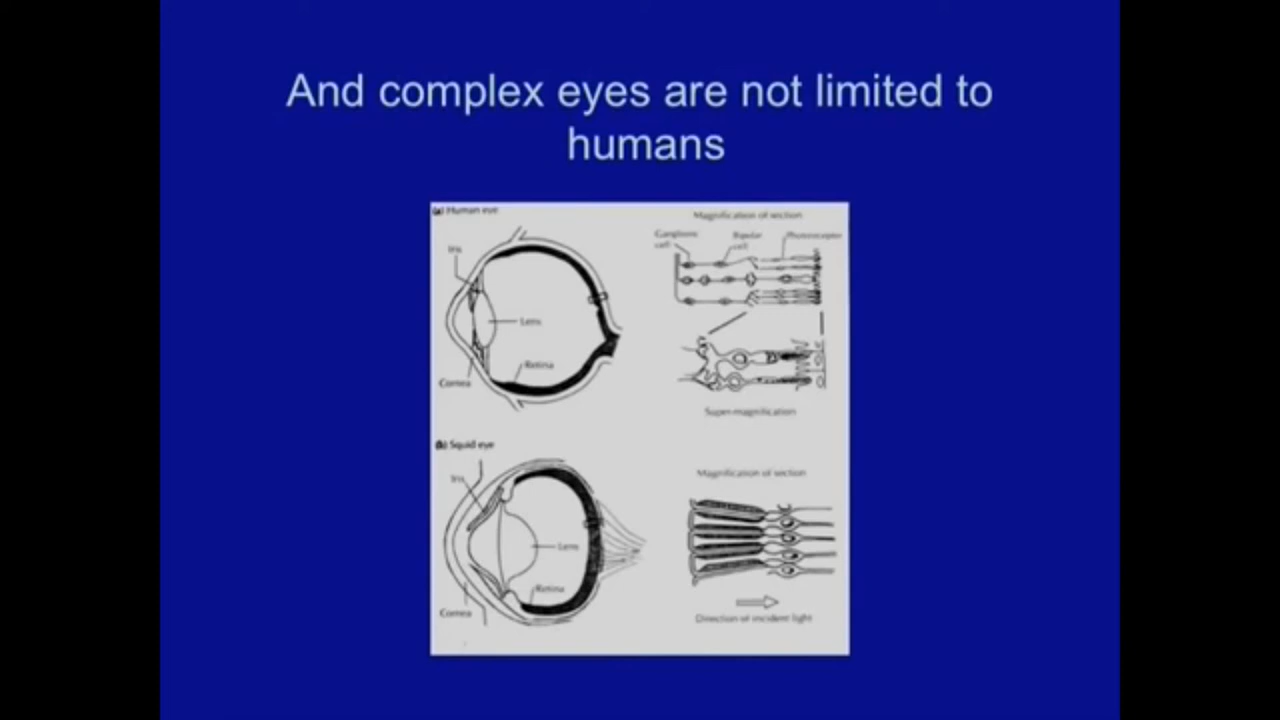 And complex eyes are not limited to
humans
(a) Human eye
Magnification of section
Ganglionic
cell
Bipolar
cell
Photoreceptor
Iris
Lens
Retina
Cornea
Super-magnification
(b) Squid eye
Magnification of section
Iris
Lens
Retina
Cornea
Direction of incident light